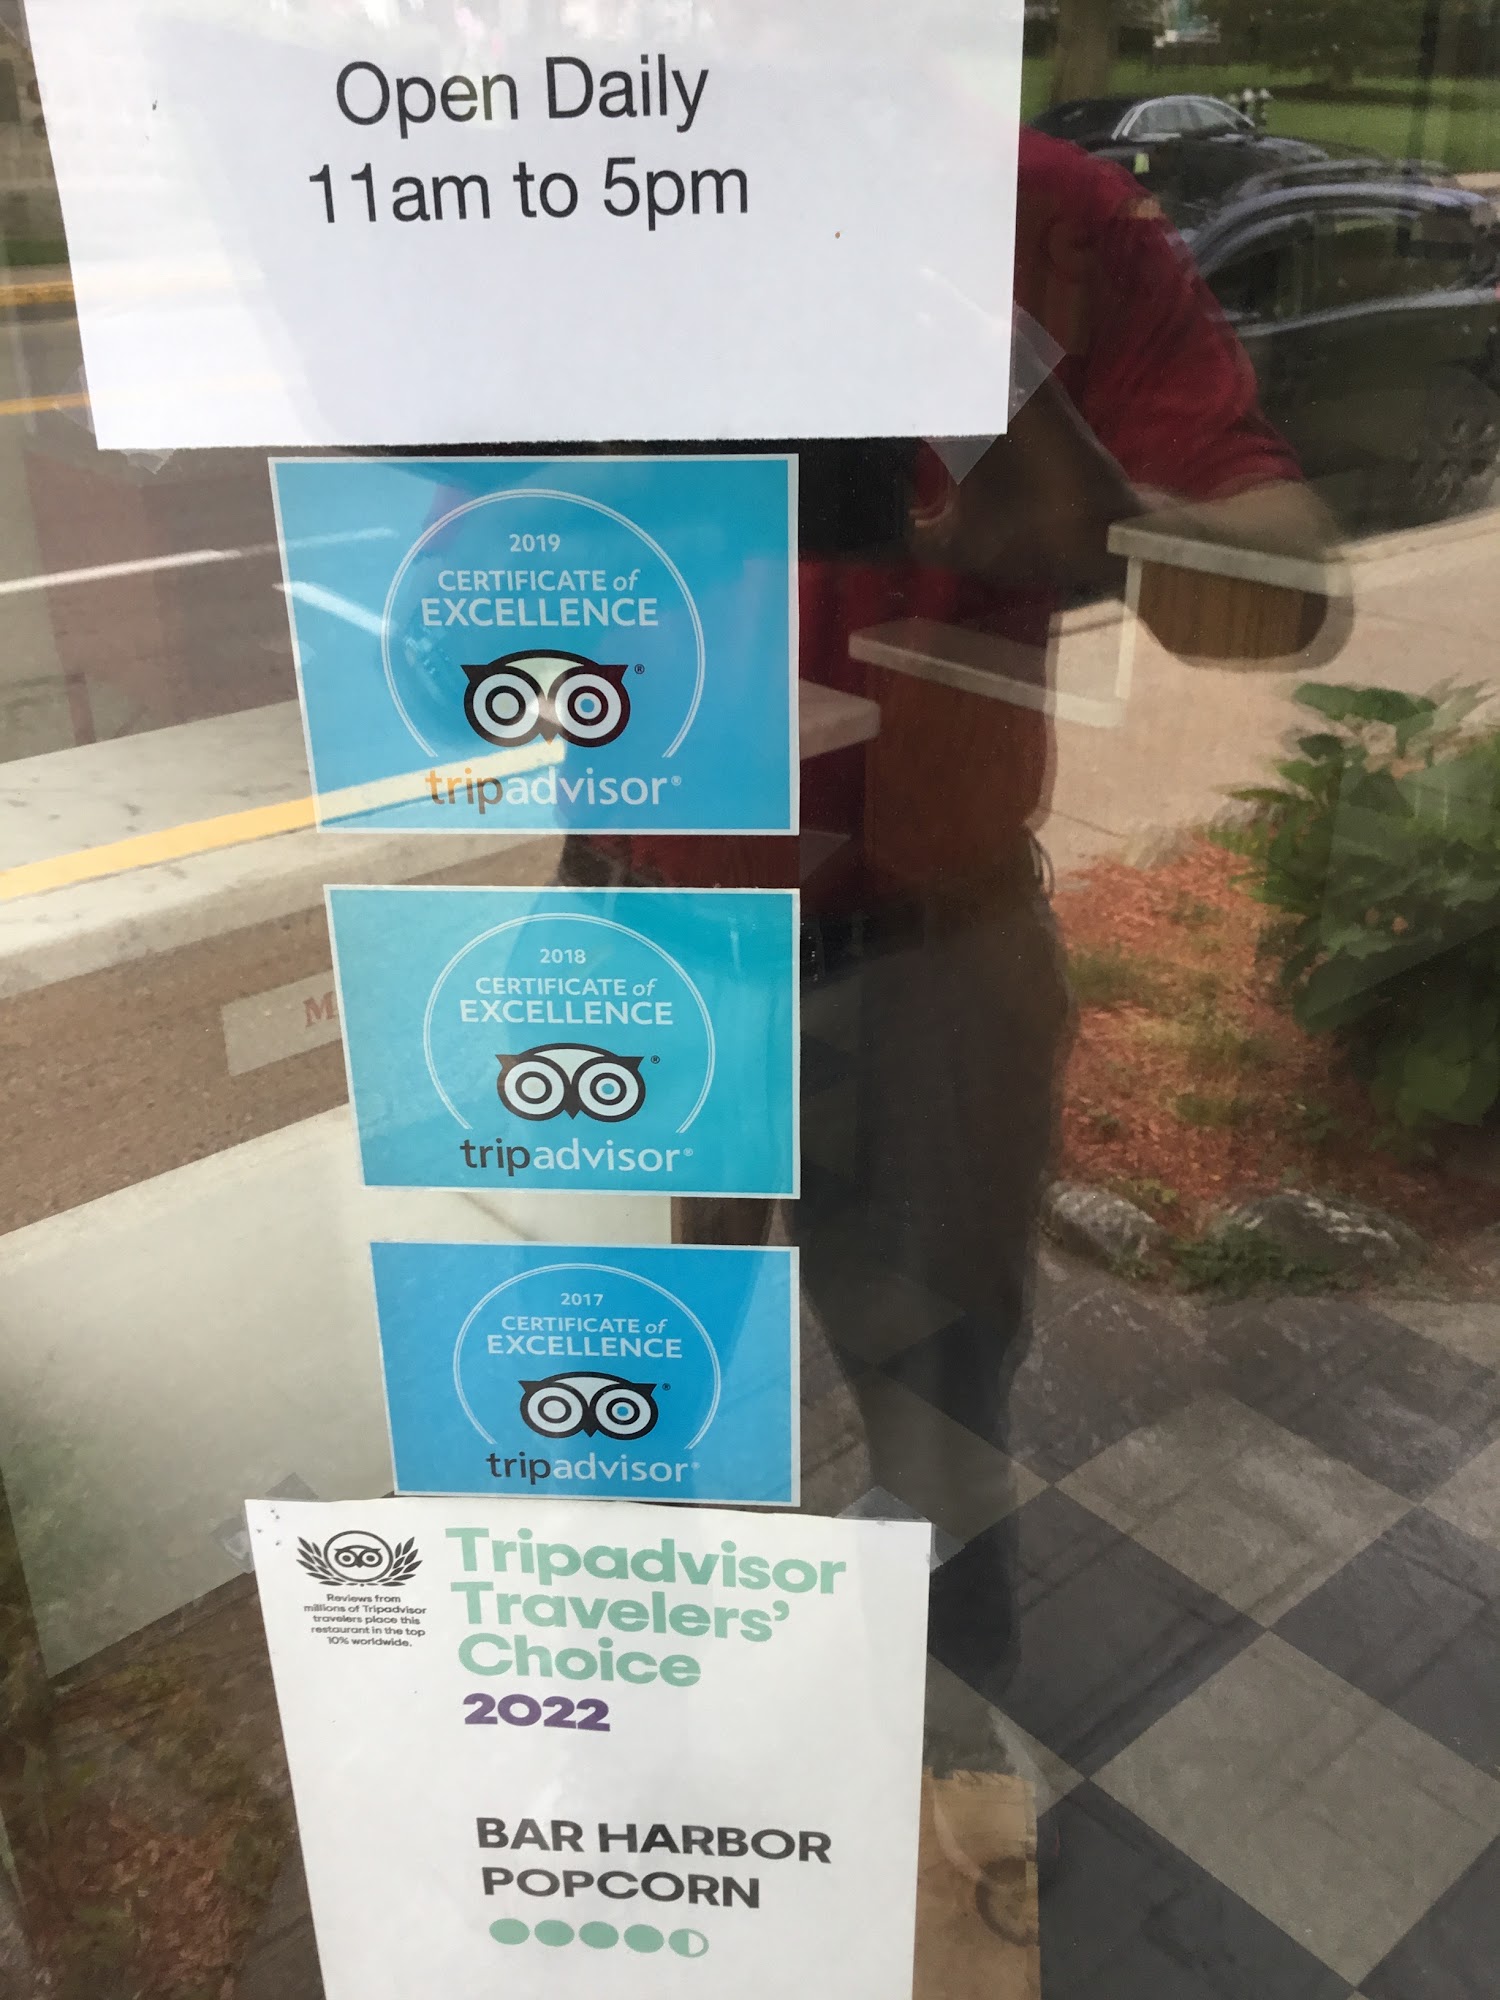 Open Daily
11am to 5pm
2019
CERTIFICATE of
EXCELLENCE
®
tripadvisor®
2018
CERTIFICATE of
EXCELLENCE
®
tripadvisor®
2017
CERTIFICATE of
EXCELLENCE
®
tripadvisor®
Reviews from
millions of Tripadvisor
travelers place this
restaurant in the top
10% worldwide.
Tripadvisor
Travelers’
Choice
2022
BAR HARBOR
POPCORN